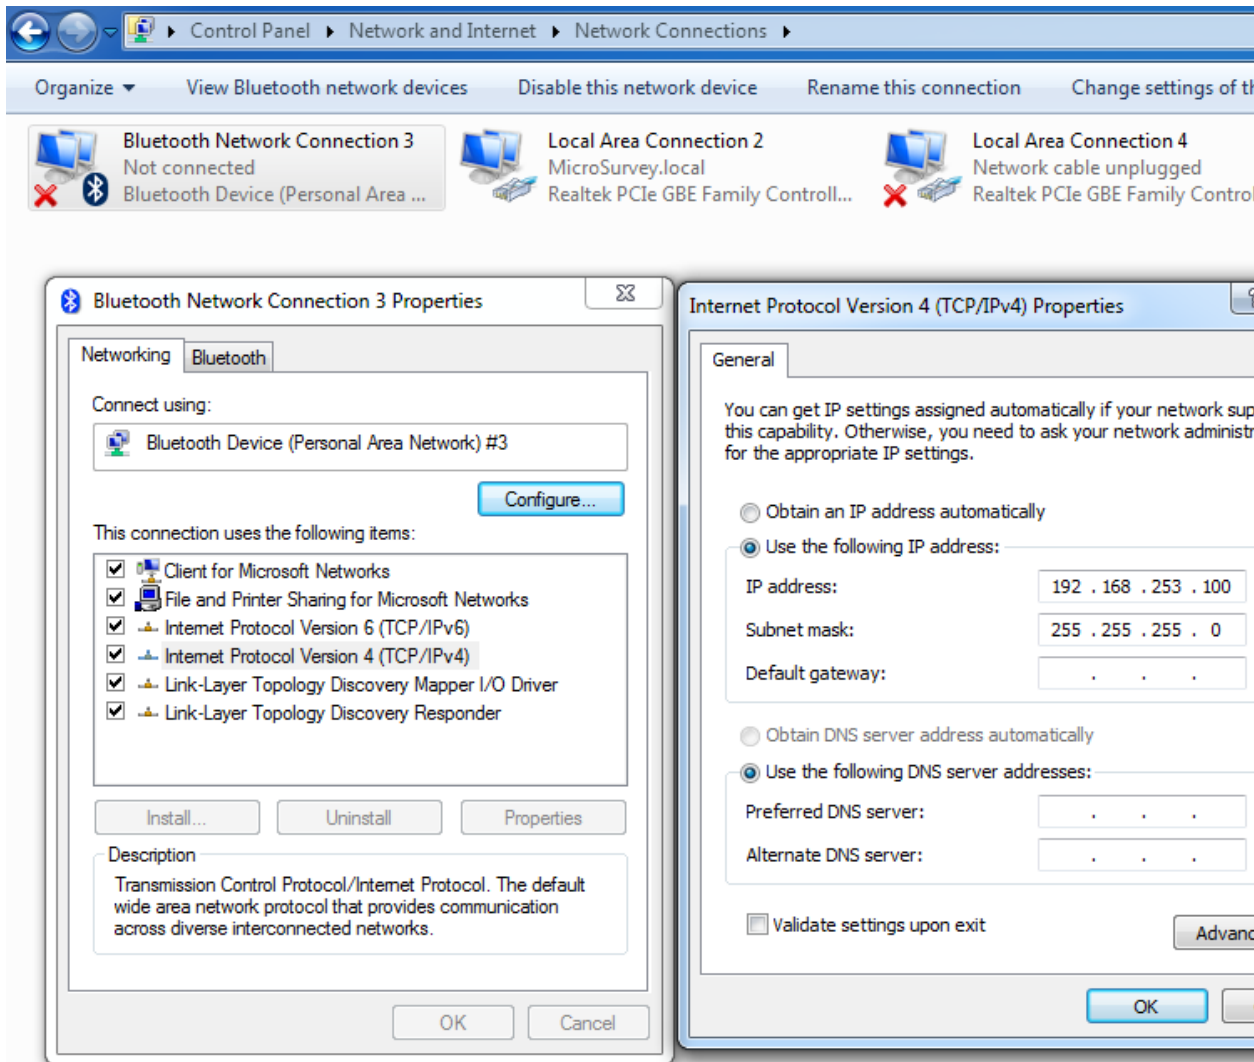 Control Panel Network and Internet Network Connections
Organize View Bluetooth network devices Disable this network device Rename this connection Change settings of
Bluetooth Network Connection 3
Not connected
Bluetooth Device (Personal Area ...
Local Area Connection 2
MicroSurvey.local
Realtek PCIe GBE Family Controll...
Local Area Connection 4
Network cable unplugged
Realtek PCIe GBE Family Control
Bluetooth Network Connection 3 Properties
Networking Bluetooth
Connect using:
Bluetooth Device (Personal Area Network) #3
Configure...
This connection uses the following items:
Client for Microsoft Networks
File and Printer Sharing for Microsoft Networks
Internet Protocol Version 6 (TCP/IPv6)
Internet Protocol Version 4 (TCP/IPv4)
Link-Layer Topology Discovery Mapper I/O Driver
Link-Layer Topology Discovery Responder
Install... Uninstall Properties
Description
Transmission Control Protocol/Internet Protocol. The default
wide area network protocol that provides communication
across diverse interconnected networks.
OK Cancel
Internet Protocol Version 4 (TCP/IPv4) Properties
General
You can get IP settings assigned automatically if your network sup
this capability. Otherwise, you need to ask your network administr
for the appropriate IP settings.
Obtain an IP address automatically
Use the following IP address:
IP address: 192 . 168 . 253 . 100
Subnet mask: 255 . 255 . 255 . 0
Default gateway: . . .
Obtain DNS server address automatically
Use the following DNS server addresses:
Preferred DNS server: . . .
Alternate DNS server: . . .
Validate settings upon exit
Advanc
OK